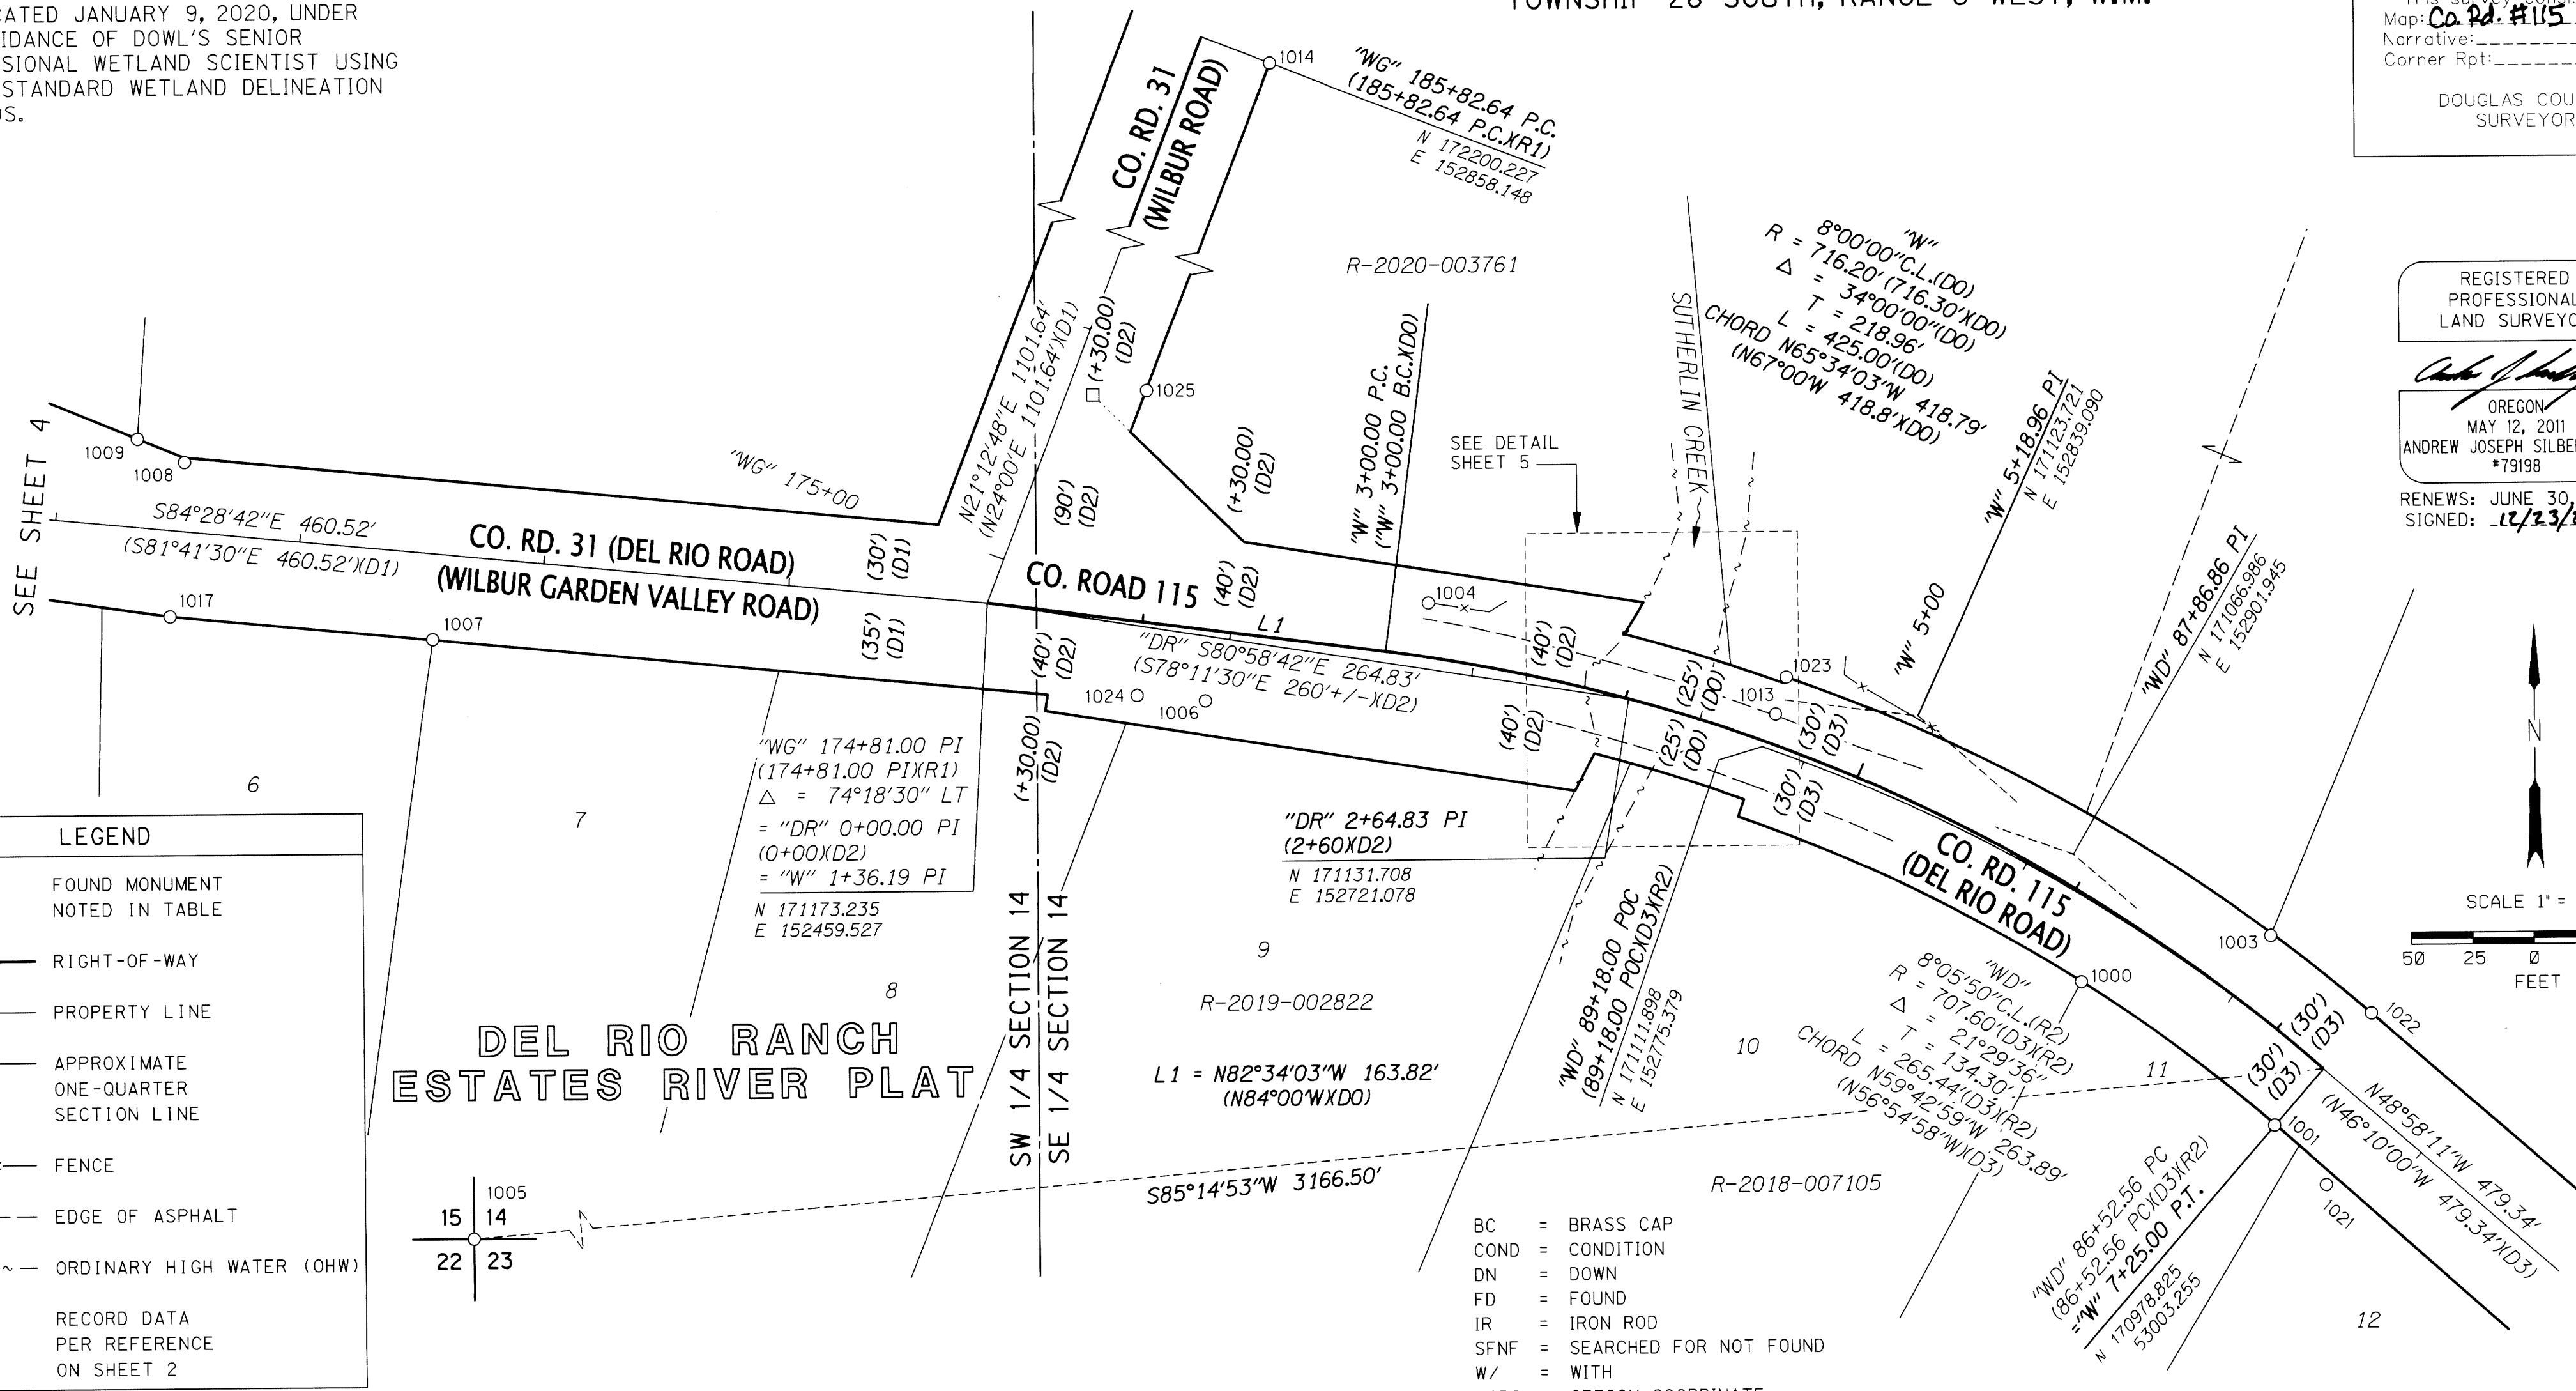 CATED JANUARY 9, 2020, UNDER
IDANCE OF DOWL'S SENIOR
SIONAL WETLAND SCIENTIST USING
STANDARD WETLAND DELINEATION
DS.
TOWNSHIP 26 SOUTH, RANGE 6 WEST, W.M.
Map: Co. Rd. #115
Narrative:
Corner Rpt:
DOUGLAS COU
SURVEYOR
REGISTERED
PROFESSIONAL
LAND SURVEYO
OREGON
MAY 12, 2011
ANDREW JOSEPH SILBE
#79198
RENEWS: JUNE 30,
SIGNED: 12/23/
CO. RD. 31
(WILBUR ROAD)
1014
"WG" 185+82.64 P.C.
(185+82.64 P.C.)(R1)
N 172200.227
E 152858.148
R-2020-003761
"W"
8°00'00"C.L.(D0)
R = 716.20' (716.30')(D0)
Δ = 34°00'00"(D0)
T = 218.96'
L = 425.00'(D0)
CHORD N65°34'03"W 418.79'
(N67°00'W 418.8')(D0)
SUTHERLIN CREEK
"W" 3+00.00 P.C.
("W" 3+00.00 B.C.)(D0)
SEE DETAIL
SHEET 5
"W" 5+18.96 PI
N 171123.721
E 152839.090
"W" 5+00
"WD" 87+86.86 PI
N 171066.986
E 152901.945
SEE SHEET 4
1009
1008
"WG" 175+00
N21°12'48"E 1101.64'
(N24°00'E 1101.64')(D1)
(+30.00)
(D2)
1025
(+30.00)
(D2)
(90')
(D2)
S84°28'42"E 460.52'
(S81°41'30"E 460.52')(D1)
CO. RD. 31 (DEL RIO ROAD)
(WILBUR GARDEN VALLEY ROAD)
(30')
(D1)
(35')
(D1)
1017
1007
CO. ROAD 115
(40')
(D2)
L1
1004
"DR" S80°58'42"E 264.83'
(S78°11'30"E 260'+/-)(D2)
(40')
(D2)
1024
1006
(+30.00)
(D2)
(40')
(D2)
(40')
(D2)
(25')
(D0)
(25')
(D0)
1023
1013
(30')
(D3)
(30')
(D3)
"WG" 174+81.00 PI
(174+81.00 PI)(R1)
Δ = 74°18'30" LT
= "DR" 0+00.00 PI
(0+00)(D2)
= "W" 1+36.19 PI
N 171173.235
E 152459.527
"DR" 2+64.83 PI
(2+60)(D2)
N 171131.708
E 152721.078
"WD" 89+18.00 POC
(89+18.00 POC)(D3)(R2)
N 171111.898
E 152775.379
CO. RD. 115
(DEL RIO ROAD)
1003
1000
1022
"WD"
8°05'50"C.L.(R2)
R = 707.60'(D3)(R2)
Δ = 21°29'36"
T = 134.30'
L = 265.44'(D3)(R2)
CHORD N59°42'59"W 263.89'
(N56°54'58"W)(D3)
(30')
(D3)
(30')
(D3)
N48°58'11"W 479.34'
(N46°10'00"W 479.34')(D3)
1001
1021
"WD" 86+52.56 PC
(86+52.56 PC)(D3)(R2)
="W" 7+25.00 P.T.
N 170978.825
53003.255
6
7
8
9
10
11
12
R-2019-002822
L1 = N82°34'03"W 163.82'
(N84°00'W)(D0)
R-2018-007105
S85°14'53"W 3166.50'
SW 1/4 SECTION 14
SE 1/4 SECTION 14
DEL RIO RANCH
ESTATES RIVER PLAT
1005
15 14
22 23
N
SCALE 1" =
50 25 0
FEET
LEGEND
FOUND MONUMENT
NOTED IN TABLE
RIGHT-OF-WAY
PROPERTY LINE
APPROXIMATE
ONE-QUARTER
SECTION LINE
FENCE
EDGE OF ASPHALT
ORDINARY HIGH WATER (OHW)
RECORD DATA
PER REFERENCE
ON SHEET 2
BC = BRASS CAP
COND = CONDITION
DN = DOWN
FD = FOUND
IR = IRON ROD
SFNF = SEARCHED FOR NOT FOUND
W/ = WITH